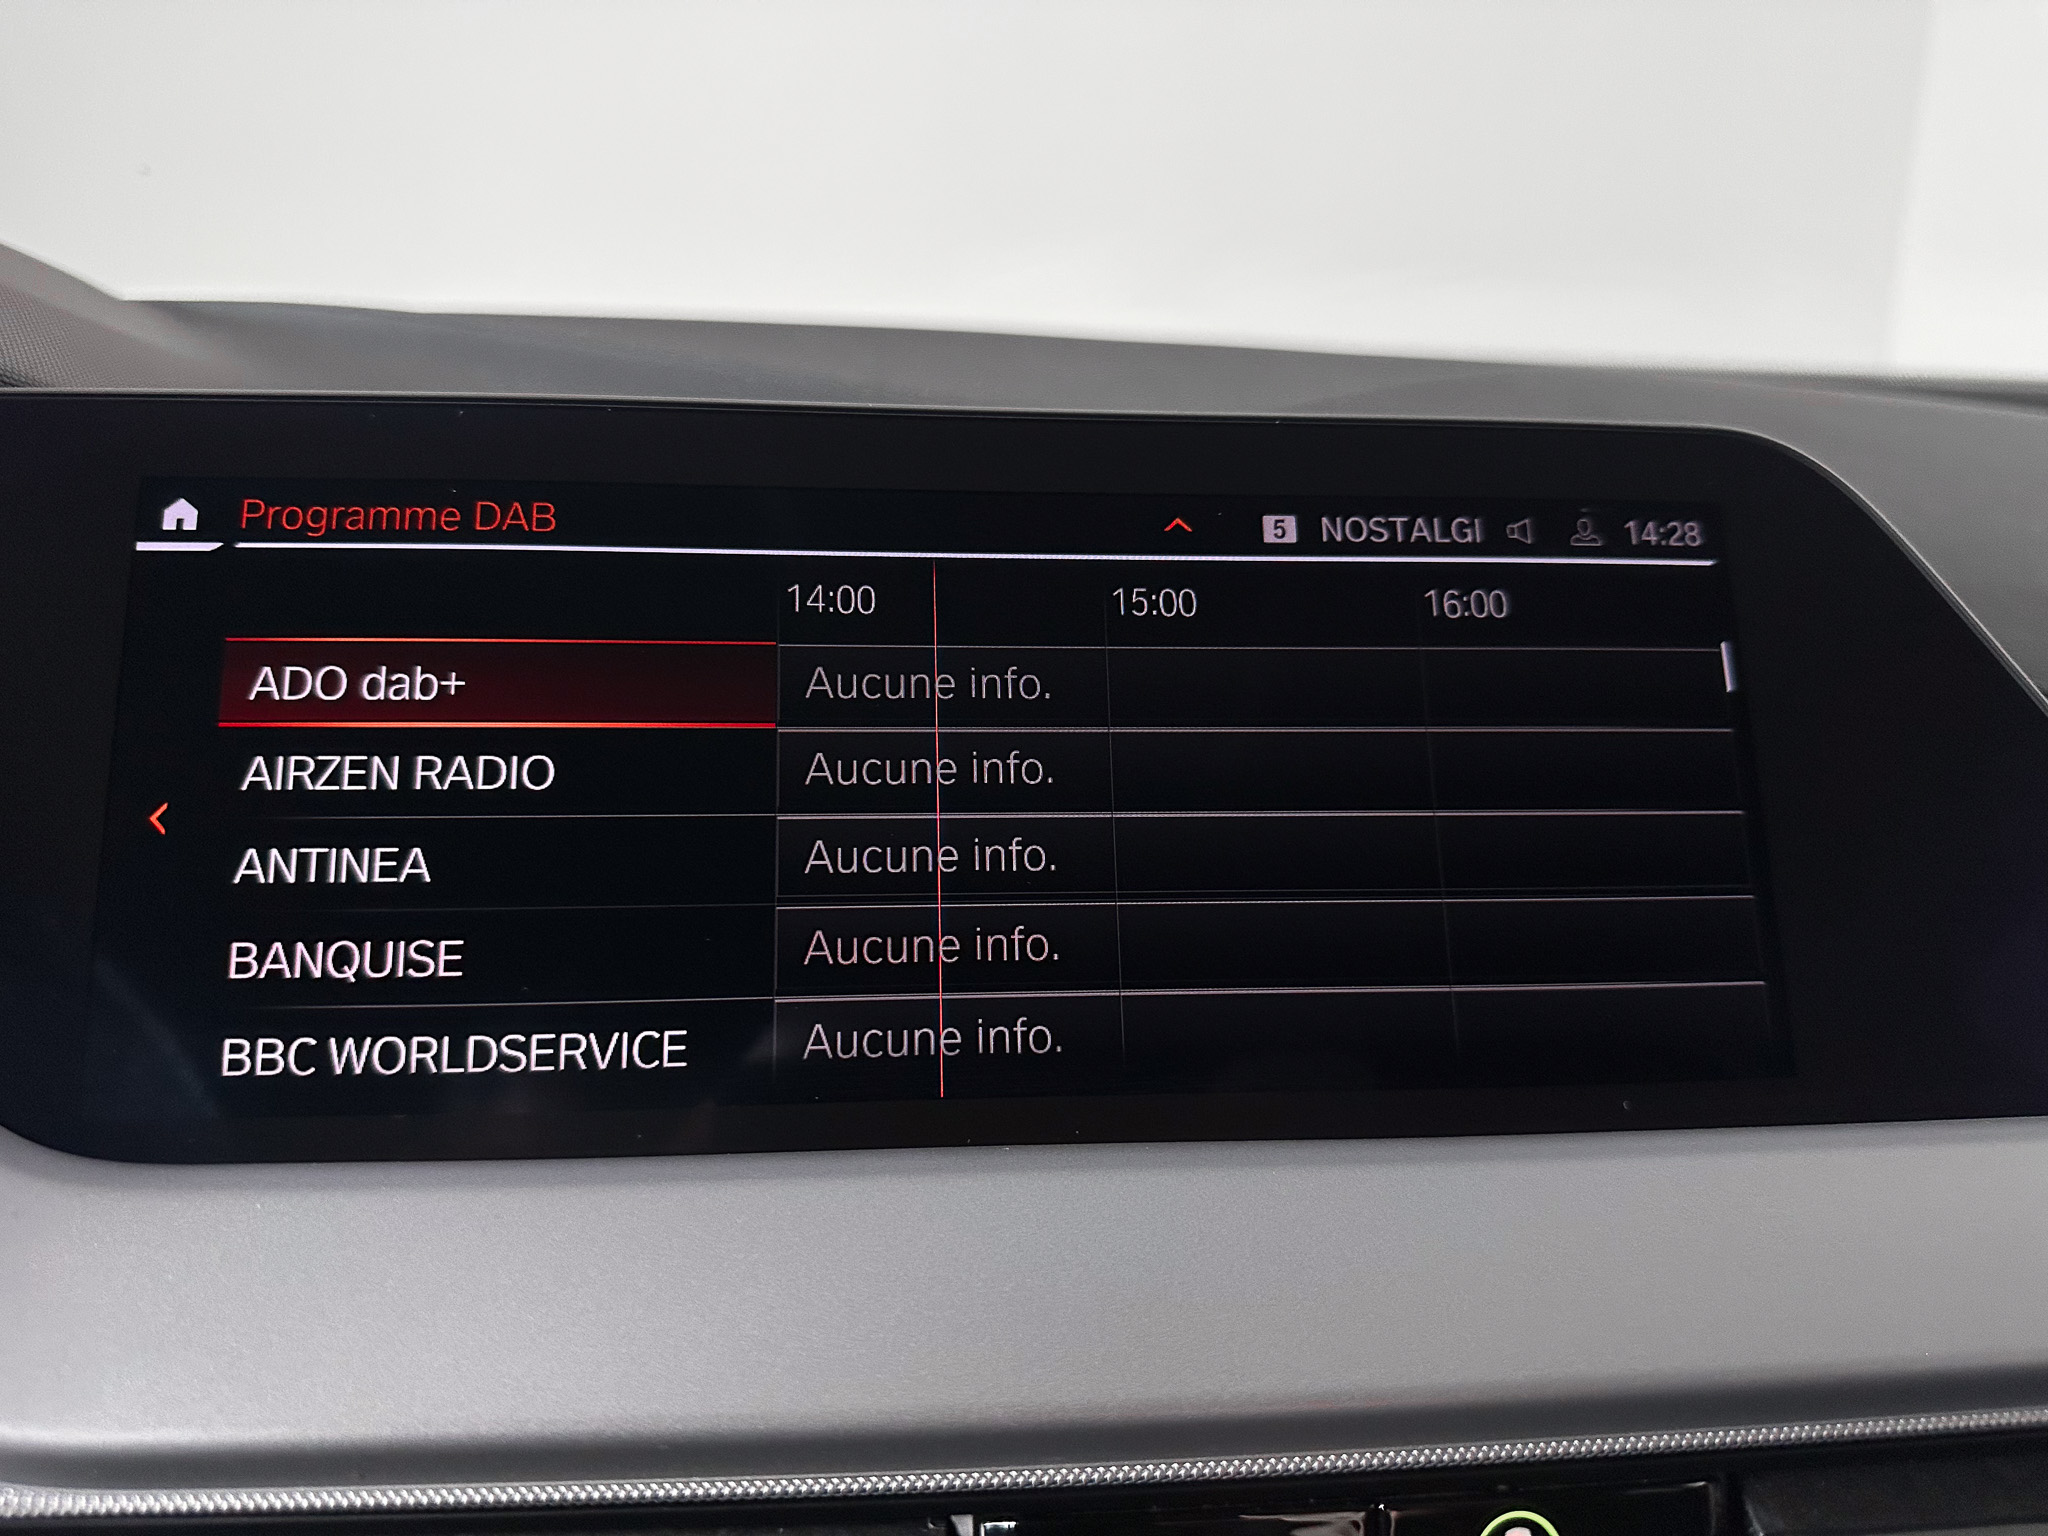 Programme DAB
5 NOSTALGI 14:28
14:00 15:00 16:00
ADO dab+ Aucune info.
AIRZEN RADIO Aucune info.
ANTINEA Aucune info.
BANQUISE Aucune info.
BBC WORLDSERVICE Aucune info.